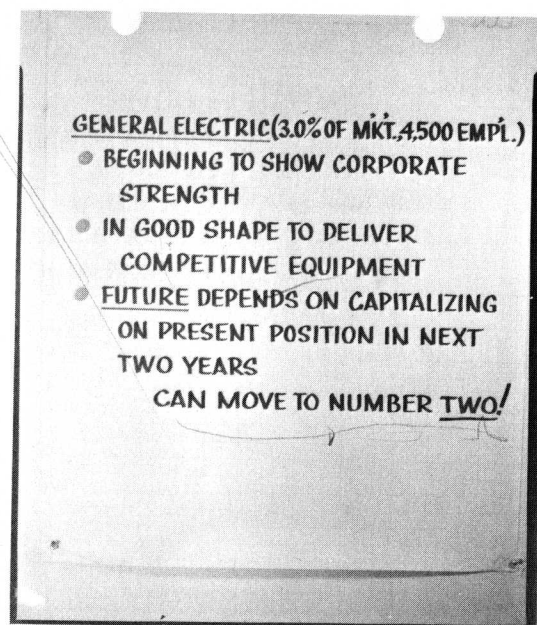 GENERAL ELECTRIC (3.0% OF MKT., 4,500 EMPL.)
BEGINNING TO SHOW CORPORATE
STRENGTH
IN GOOD SHAPE TO DELIVER
COMPETITIVE EQUIPMENT
FUTURE DEPENDS ON CAPITALIZING
ON PRESENT POSITION IN NEXT
TWO YEARS
CAN MOVE TO NUMBER TWO!